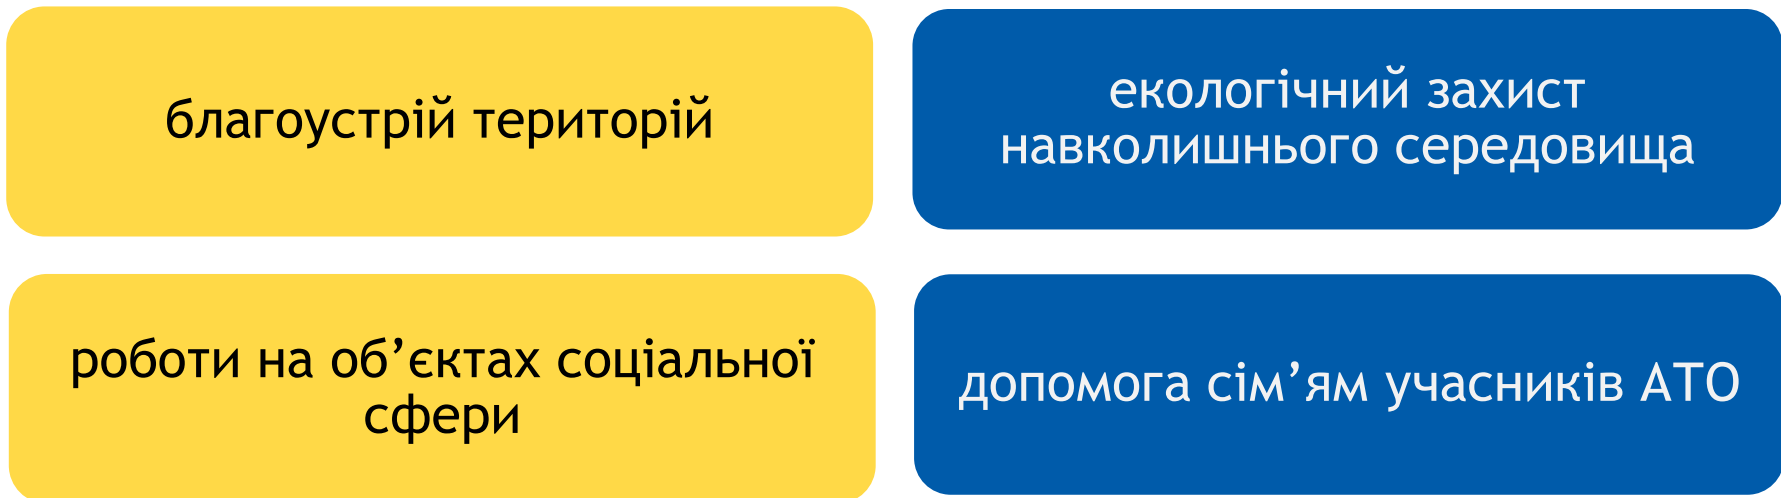 благоустрій територій
екологічний захист
навколишнього середовища
роботи на об’єктах соціальної
сфери
допомога сім’ям учасників АТО